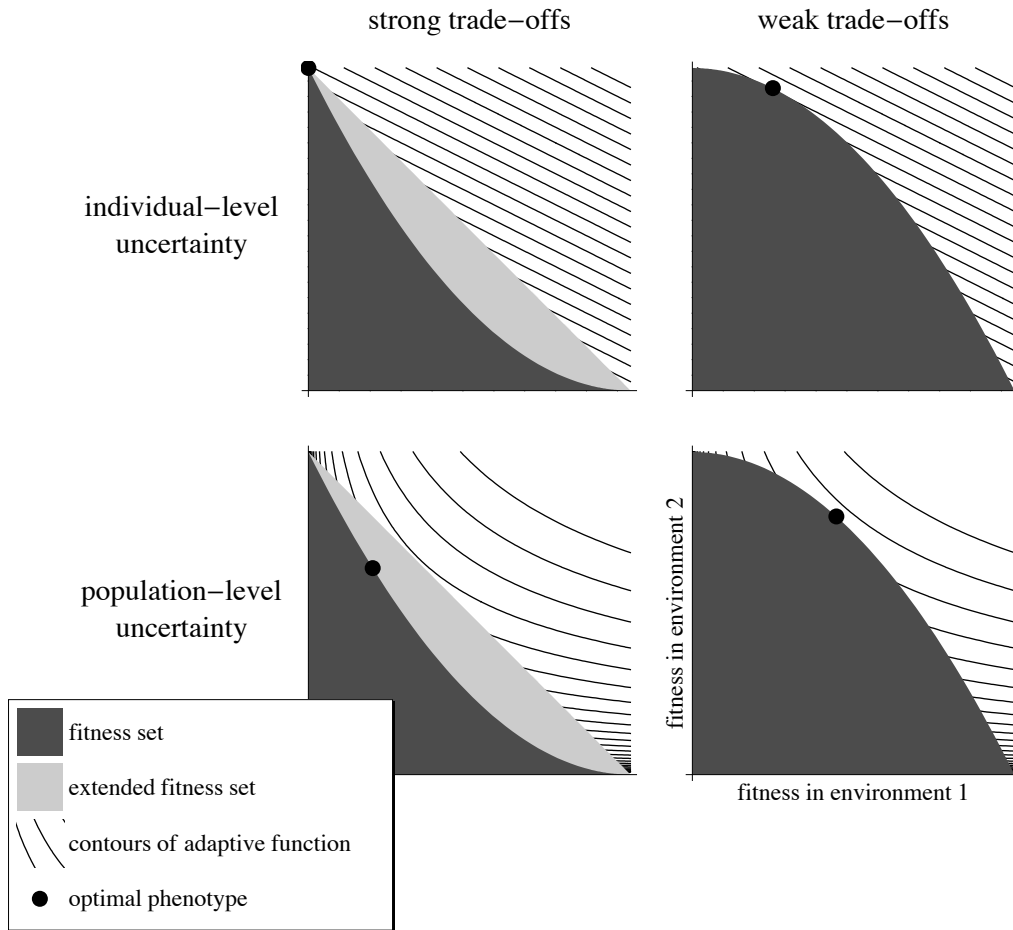 strong trade−offs
weak trade−offs
individual−level
uncertainty
population−level
uncertainty
fitness in environment 2
fitness in environment 1
fitness set
extended fitness set
contours of adaptive function
optimal phenotype